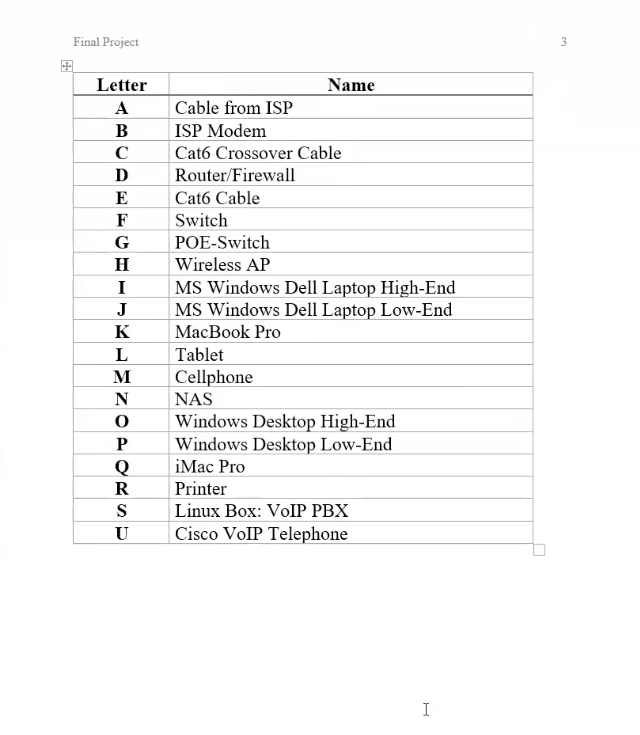 Final Project 3
Letter Name
A Cable from ISP
B ISP Modem
C Cat6 Crossover Cable
D Router/Firewall
E Cat6 Cable
F Switch
G POE-Switch
H Wireless AP
I MS Windows Dell Laptop High-End
J MS Windows Dell Laptop Low-End
K MacBook Pro
L Tablet
M Cellphone
N NAS
O Windows Desktop High-End
P Windows Desktop Low-End
Q iMac Pro
R Printer
S Linux Box: VoIP PBX
U Cisco VoIP Telephone